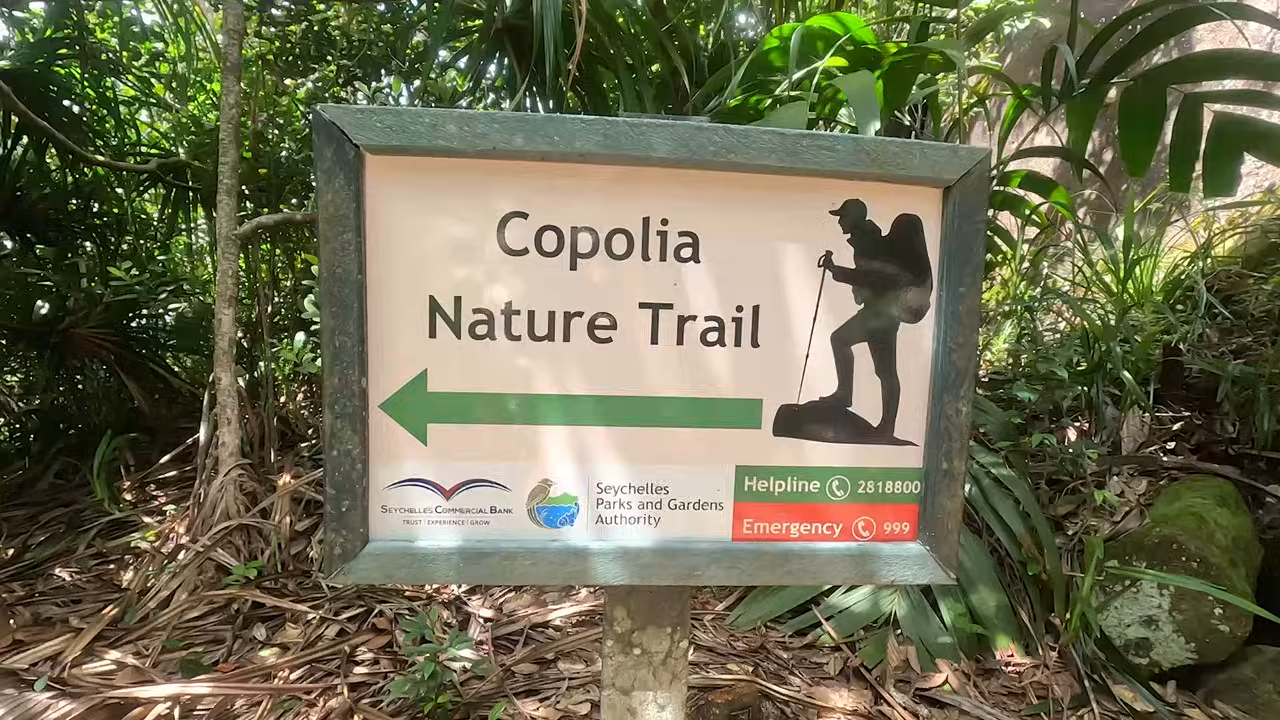 Copolia
Nature Trail
SEYCHELLES COMMERCIAL BANK
TRUST | EXPERIENCE | GROW
Seychelles
Parks and Gardens
Authority
Helpline 2818800
Emergency 999